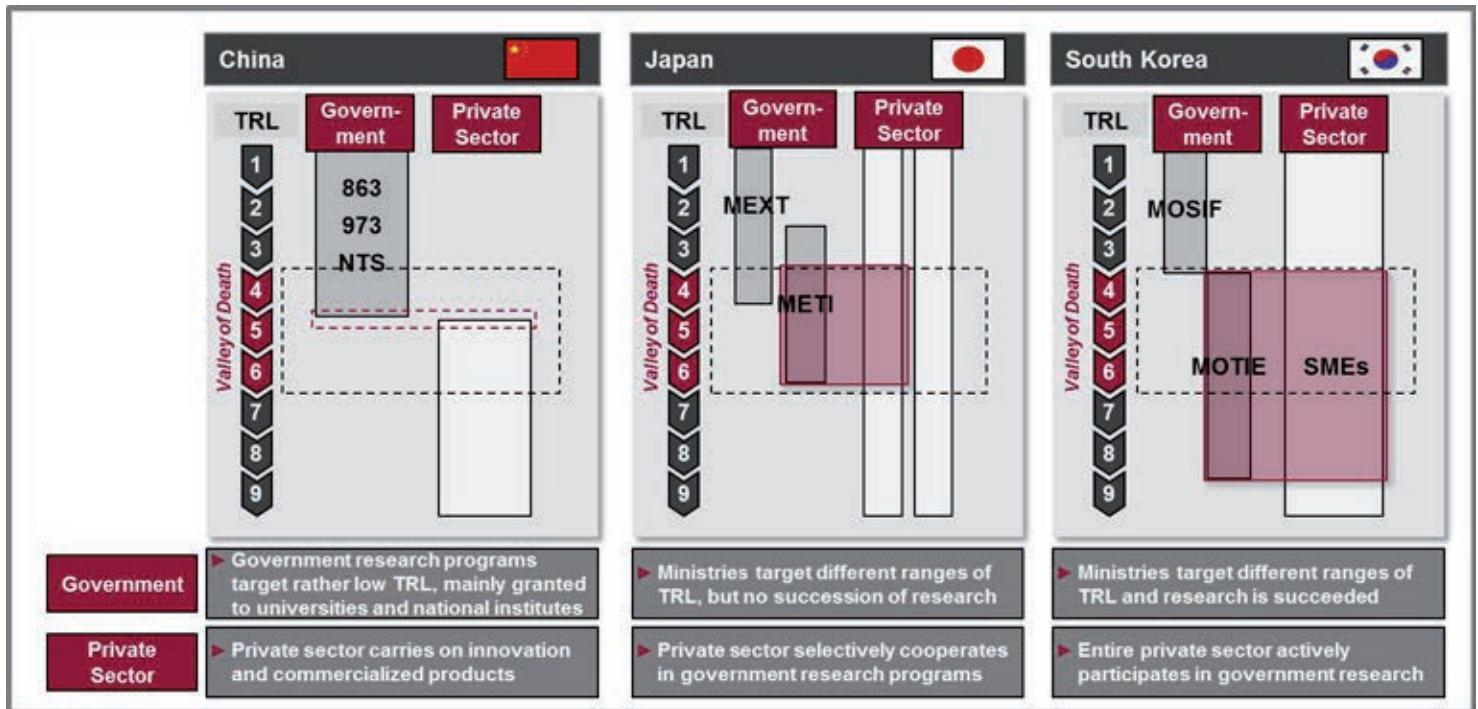 China
TRL
Govern-
ment
Private
Sector
1
2
3
4
5
6
7
8
9
Valley of Death
863
973
NTS
Japan
TRL
Govern-
ment
Private
Sector
1
2
3
4
5
6
7
8
9
Valley of Death
MEXT
METI
South Korea
TRL
Govern-
ment
Private
Sector
1
2
3
4
5
6
7
8
9
Valley of Death
MOSIF
MOTIE
SMEs
Government
Government research programs
target rather low TRL, mainly granted
to universities and national institutes
Ministries target different ranges of
TRL, but no succession of research
Ministries target different ranges of
TRL and research is succeeded
Private
Sector
Private sector carries on innovation
and commercialized products
Private sector selectively cooperates
in government research programs
Entire private sector actively
participates in government research